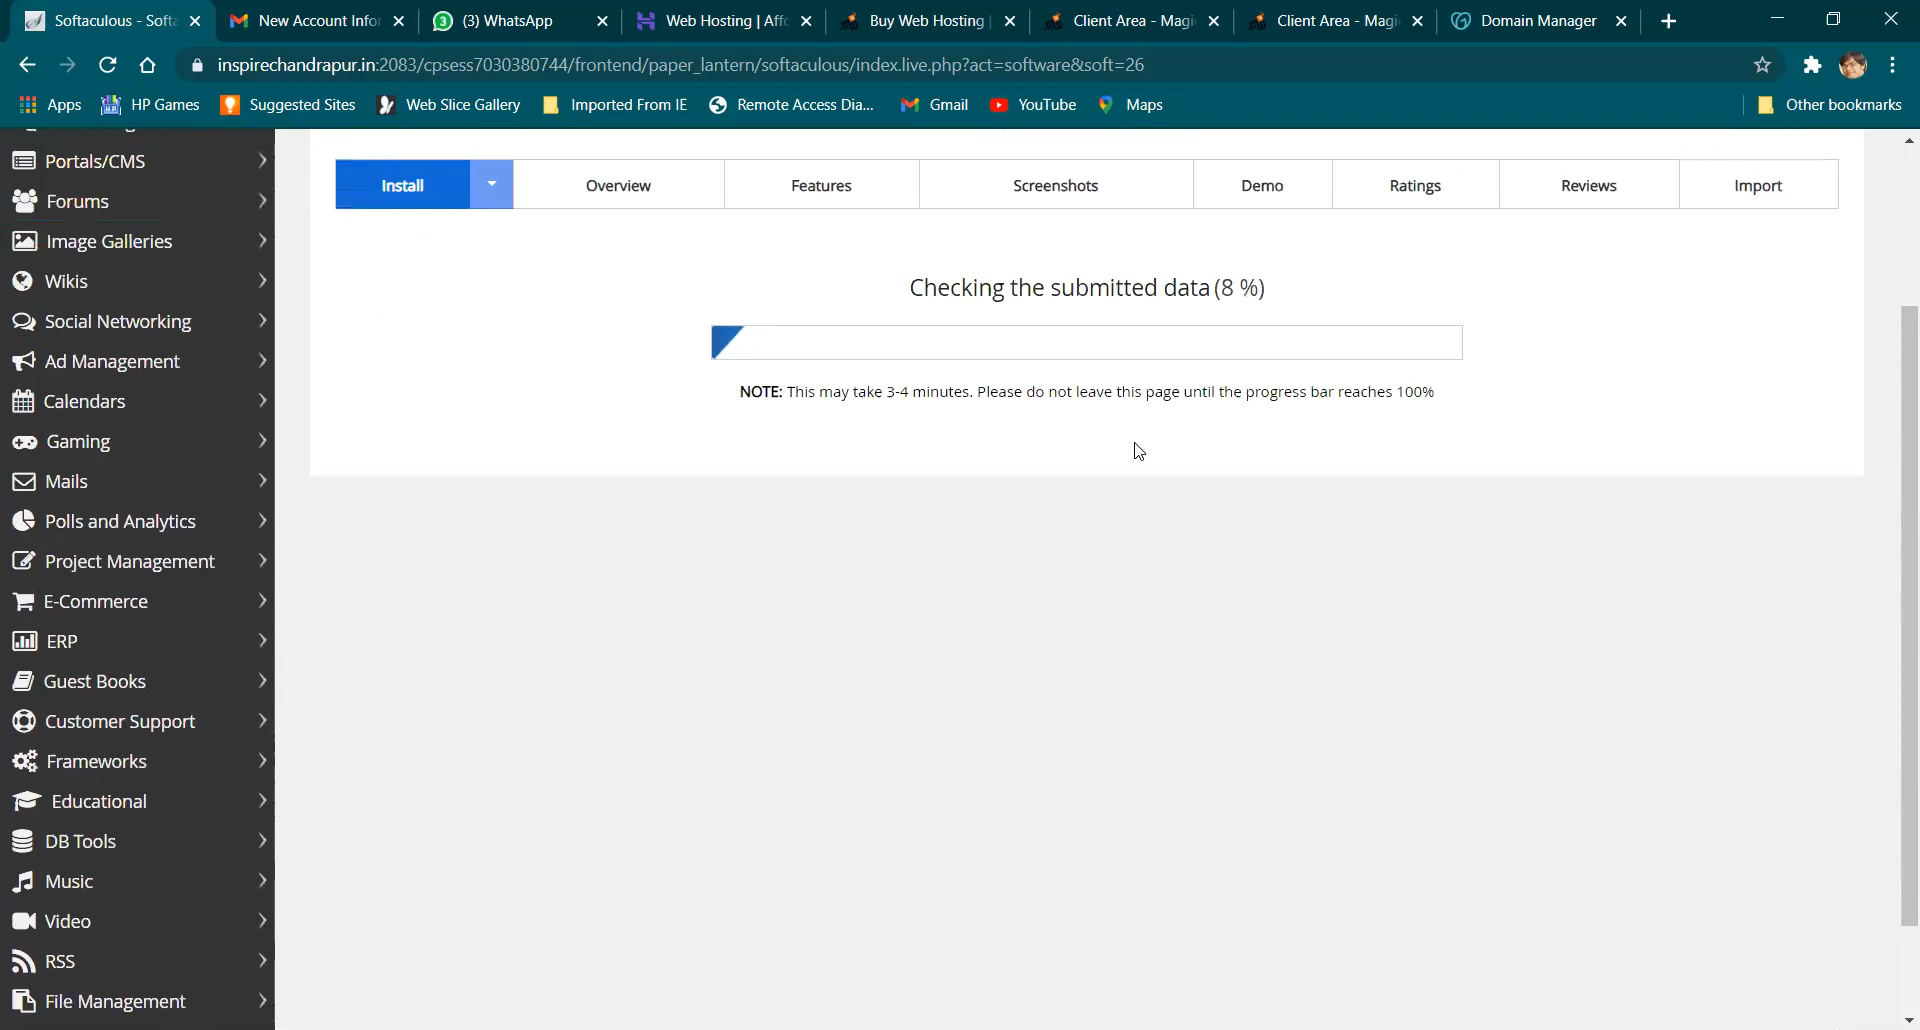 Softaculous - Softa
New Account Infor
(3) WhatsApp
Web Hosting | Affo
Buy Web Hosting |
Client Area - Magi
Client Area - Magi
Domain Manager
inspirechandrapur.in:2083/cpsess7030380744/frontend/paper_lantern/softaculous/index.live.php?act=software&soft=26
Apps
HP Games
Suggested Sites
Web Slice Gallery
Imported From IE
Remote Access Dia...
Gmail
YouTube
Maps
Other bookmarks
Portals/CMS
Forums
Image Galleries
Wikis
Social Networking
Ad Management
Calendars
Gaming
Mails
Polls and Analytics
Project Management
E-Commerce
ERP
Guest Books
Customer Support
Frameworks
Educational
DB Tools
Music
Video
RSS
File Management
Install
Overview
Features
Screenshots
Demo
Ratings
Reviews
Import
Checking the submitted data (8 %)
NOTE: This may take 3-4 minutes. Please do not leave this page until the progress bar reaches 100%